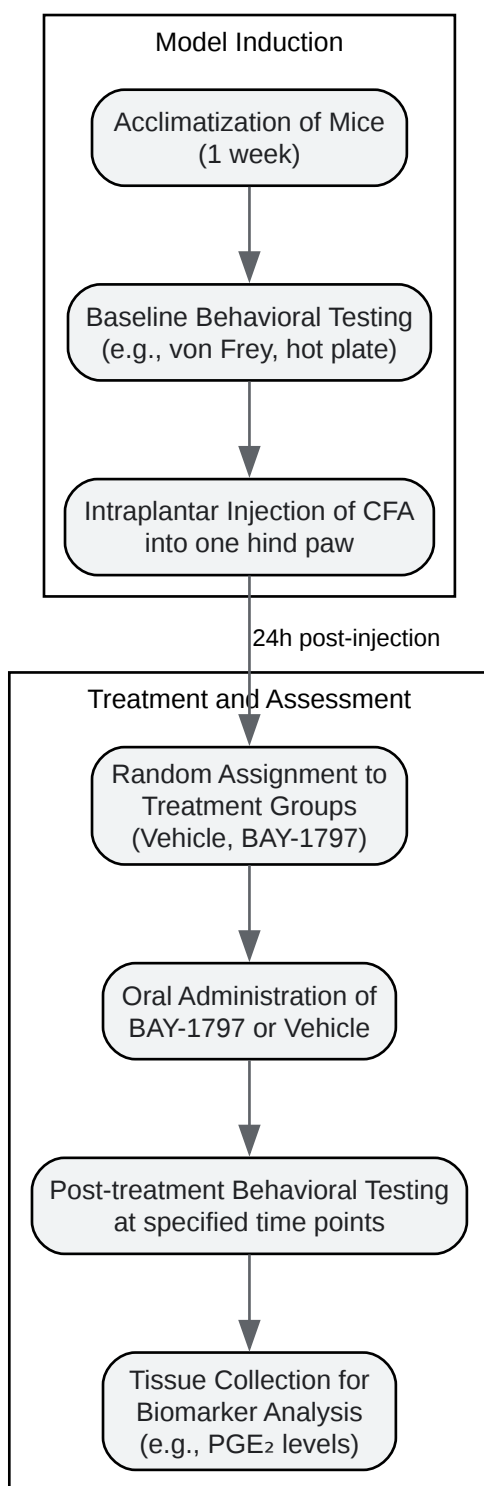 Model Induction
Acclimatization of Mice
(1 week)
Baseline Behavioral Testing
(e.g., von Frey, hot plate)
Intraplantar Injection of CFA
into one hind paw
24h post-injection
Treatment and Assessment
Random Assignment to
Treatment Groups
(Vehicle, BAY-1797)
Oral Administration of
BAY-1797 or Vehicle
Post-treatment Behavioral Testing
at specified time points
Tissue Collection for
Biomarker Analysis
(e.g., PGE₂ levels)